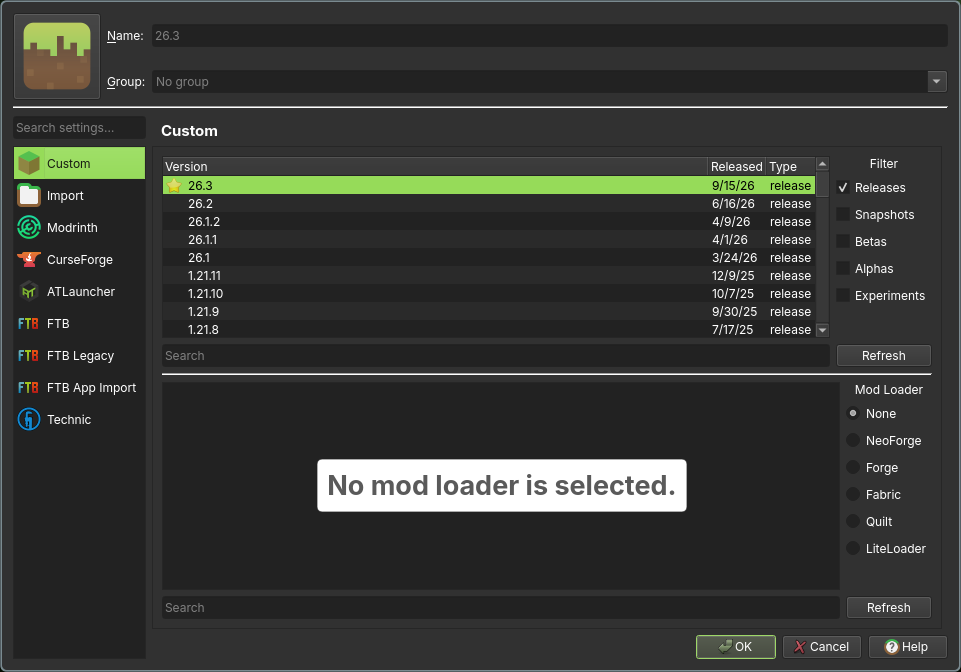 Name: 26.3
Group: No group
Search settings...
Custom
Import
Modrinth
CurseForge
ATLauncher
FTB FTB
FTB FTB Legacy
FTB FTB App Import
Technic
Custom
Version Released Type
26.3 9/15/26 release
26.2 6/16/26 release
26.1.2 4/9/26 release
26.1.1 4/1/26 release
26.1 3/24/26 release
1.21.11 12/9/25 release
1.21.10 10/7/25 release
1.21.9 9/30/25 release
1.21.8 7/17/25 release
Filter
Releases
Snapshots
Betas
Alphas
Experiments
Search
Refresh
No mod loader is selected.
Mod Loader
None
NeoForge
Forge
Fabric
Quilt
LiteLoader
Search
Refresh
OK
Cancel
Help